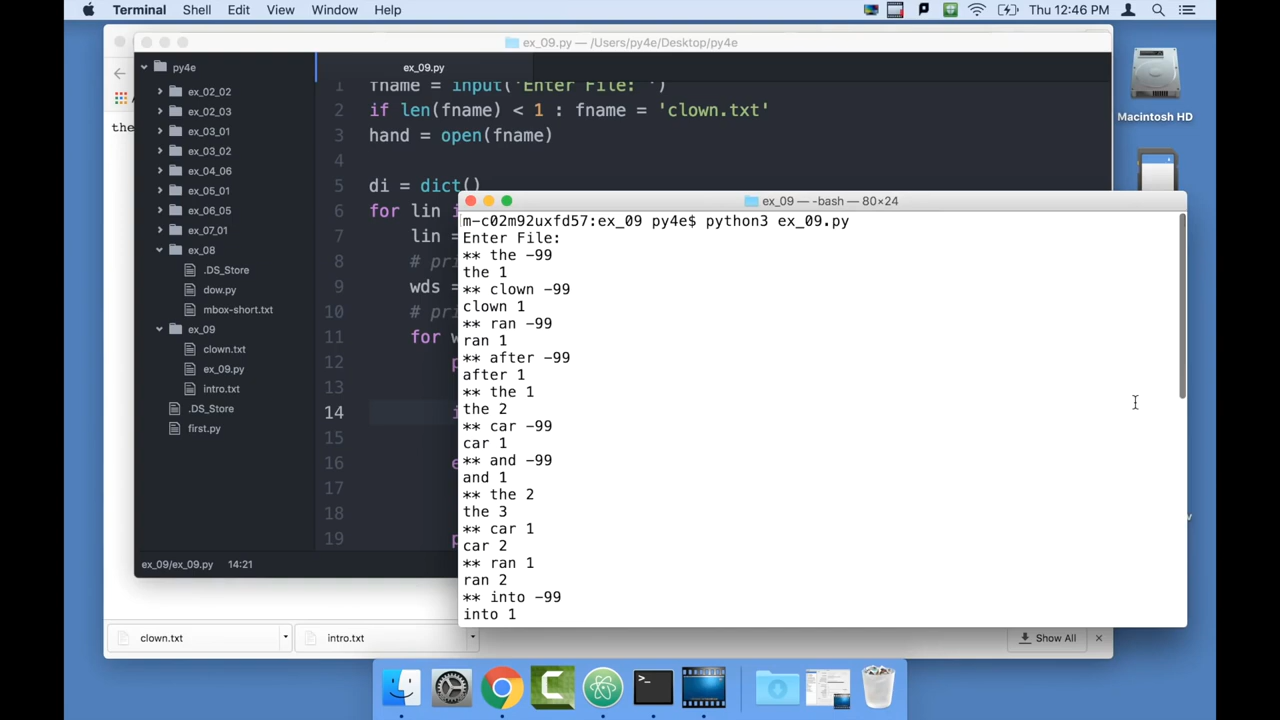 Terminal Shell Edit View Window Help Thu 12:46 PM
ex_09.py — /Users/py4e/Desktop/py4e
py4e
ex_09.py
ex_02_02
ex_02_03
ex_03_01
ex_03_02
ex_04_06
ex_05_01
ex_06_05
ex_07_01
ex_08
.DS_Store
dow.py
mbox-short.txt
ex_09
clown.txt
ex_09.py
intro.txt
.DS_Store
first.py
the
1 fname = input('Enter File: ')
2 if len(fname) < 1 : fname = 'clown.txt'
3 hand = open(fname)
4
5 di = dict()
6 for lin
7 lin =
8 # pri
9 wds =
10 # pri
11 for w
12 p
13
14 i
15
16 e
17
18
19 p
ex_09/ex_09.py 14:21
ex_09 — -bash — 80×24
m-c02m92uxfd57:ex_09 py4e$ python3 ex_09.py
Enter File:
** the -99
the 1
** clown -99
clown 1
** ran -99
ran 1
** after -99
after 1
** the 1
the 2
** car -99
car 1
** and -99
and 1
** the 2
the 3
** car 1
car 2
** ran 1
ran 2
** into -99
into 1
Macintosh HD
clown.txt
intro.txt
Show All